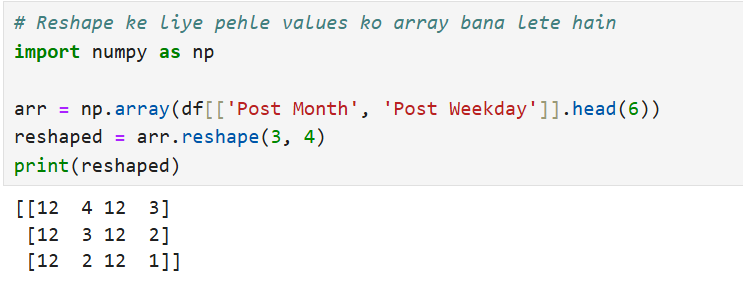 # Reshape ke liye pehle values ko array bana lete hain
import numpy as np
arr = np.array(df[['Post Month', 'Post Weekday']].head(6))
reshaped = arr.reshape(3, 4)
print(reshaped)
[[12  4 12  3]
 [12  3 12  2]
 [12  2 12  1]]